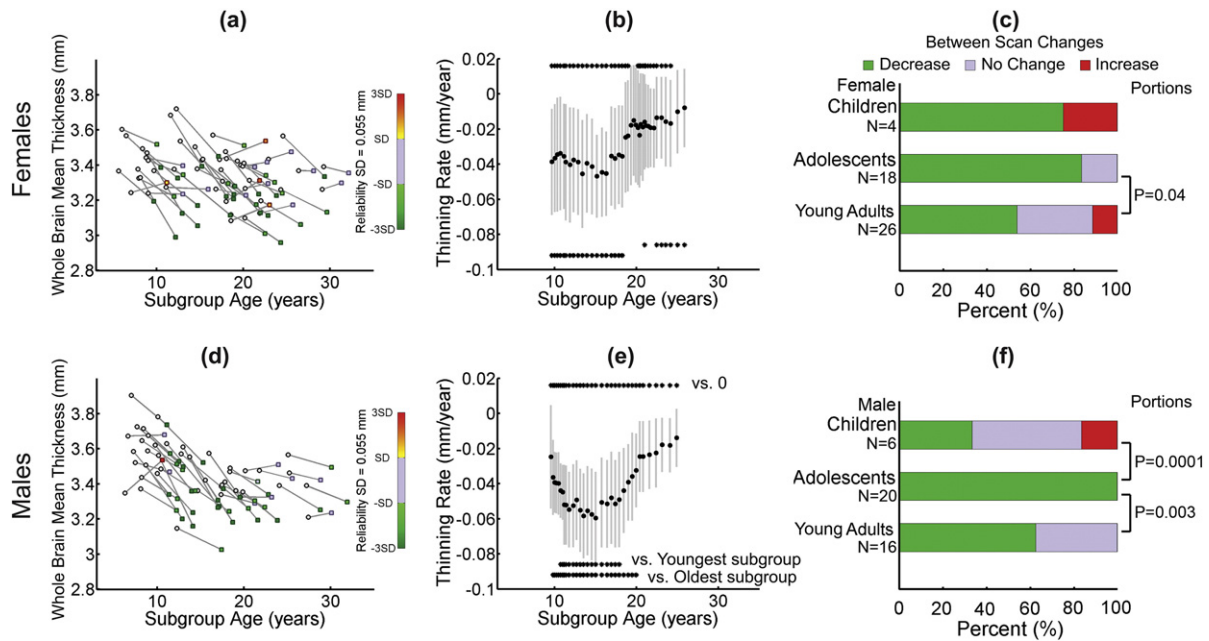 (a)
(b)
(c)
Females
Whole Brain Mean Thickness (mm)
3.8
3.6
3.4
3.2
3
2.8
10
20
30
Subgroup Age (years)
Reliability SD = 0.055 mm
3SD
SD
-SD
-3SD
Thinning Rate (mm/year)
0.02
0
-0.02
-0.04
-0.06
-0.08
-0.1
10
20
30
Subgroup Age (years)
Between Scan Changes
Decrease No Change Increase
Portions
Female
Children
N=4
Adolescents
N=18
Young Adults
N=26
P=0.04
0 20 40 60 80 100
Percent (%)
(d)
(e)
(f)
Males
Whole Brain Mean Thickness (mm)
3.8
3.6
3.4
3.2
3
2.8
10
20
30
Subgroup Age (years)
Reliability SD = 0.055 mm
3SD
SD
-SD
-3SD
Thinning Rate (mm/year)
0.02
0
-0.02
-0.04
-0.06
-0.08
-0.1
vs. 0
vs. Youngest subgroup
vs. Oldest subgroup
10
20
30
Subgroup Age (years)
Portions
Male
Children
N=6
Adolescents
N=20
Young Adults
N=16
P=0.0001
P=0.003
0 20 40 60 80 100
Percent (%)